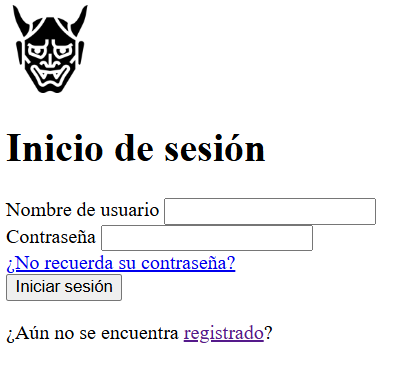 Inicio de sesión
Nombre de usuario
Contraseña
¿No recuerda su contraseña?
Iniciar sesión
¿Aún no se encuentra registrado?